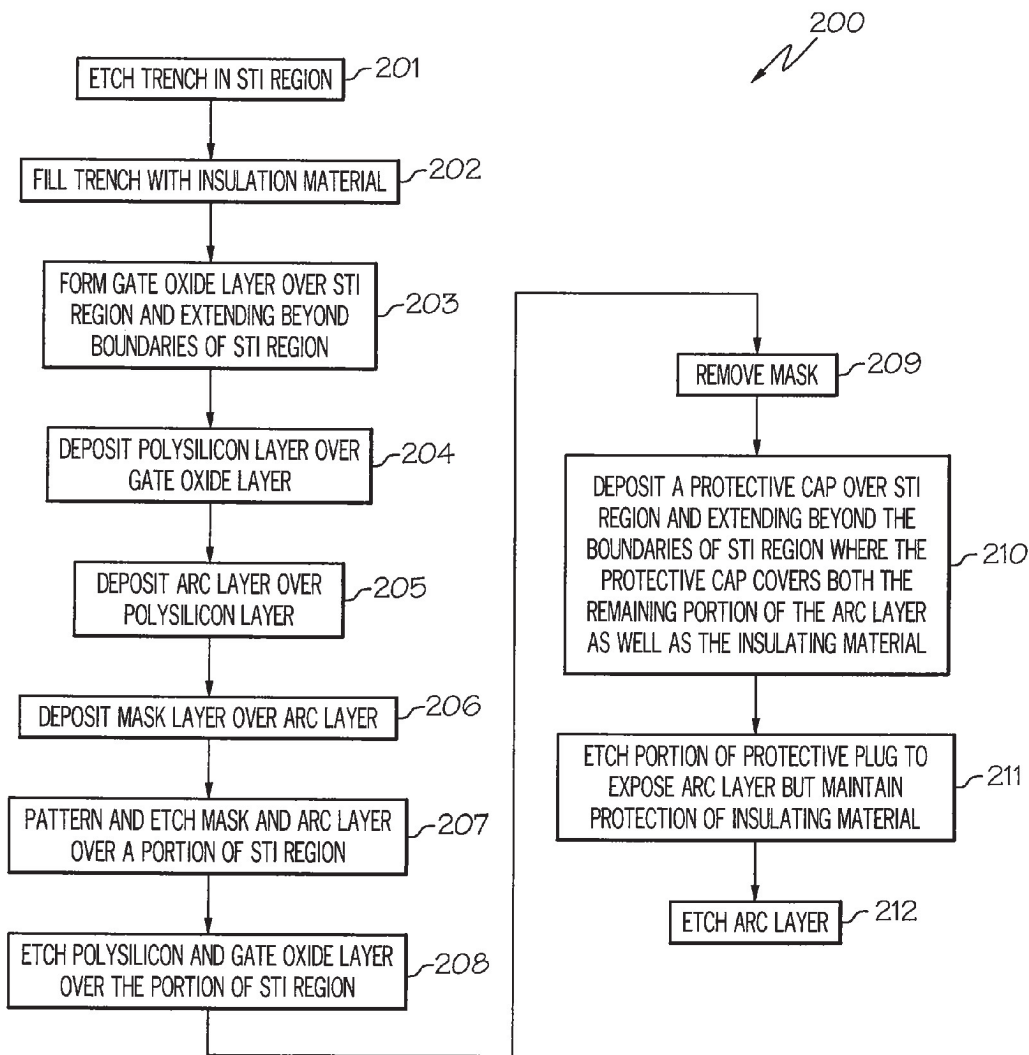 200
ETCH TRENCH IN STI REGION
201
FILL TRENCH WITH INSULATION MATERIAL
202
FORM GATE OXIDE LAYER OVER STI
REGION AND EXTENDING BEYOND
BOUNDARIES OF STI REGION
203
DEPOSIT POLYSILICON LAYER OVER
GATE OXIDE LAYER
204
DEPOSIT ARC LAYER OVER
POLYSILICON LAYER
205
DEPOSIT MASK LAYER OVER ARC LAYER
206
PATTERN AND ETCH MASK AND ARC LAYER
OVER A PORTION OF STI REGION
207
ETCH POLYSILICON AND GATE OXIDE LAYER
OVER THE PORTION OF STI REGION
208
REMOVE MASK
209
DEPOSIT A PROTECTIVE CAP OVER STI
REGION AND EXTENDING BEYOND THE
BOUNDARIES OF STI REGION WHERE THE
PROTECTIVE CAP COVERS BOTH THE
REMAINING PORTION OF THE ARC LAYER
AS WELL AS THE INSULATING MATERIAL
210
ETCH PORTION OF PROTECTIVE PLUG TO
EXPOSE ARC LAYER BUT MAINTAIN
PROTECTION OF INSULATING MATERIAL
211
ETCH ARC LAYER
212